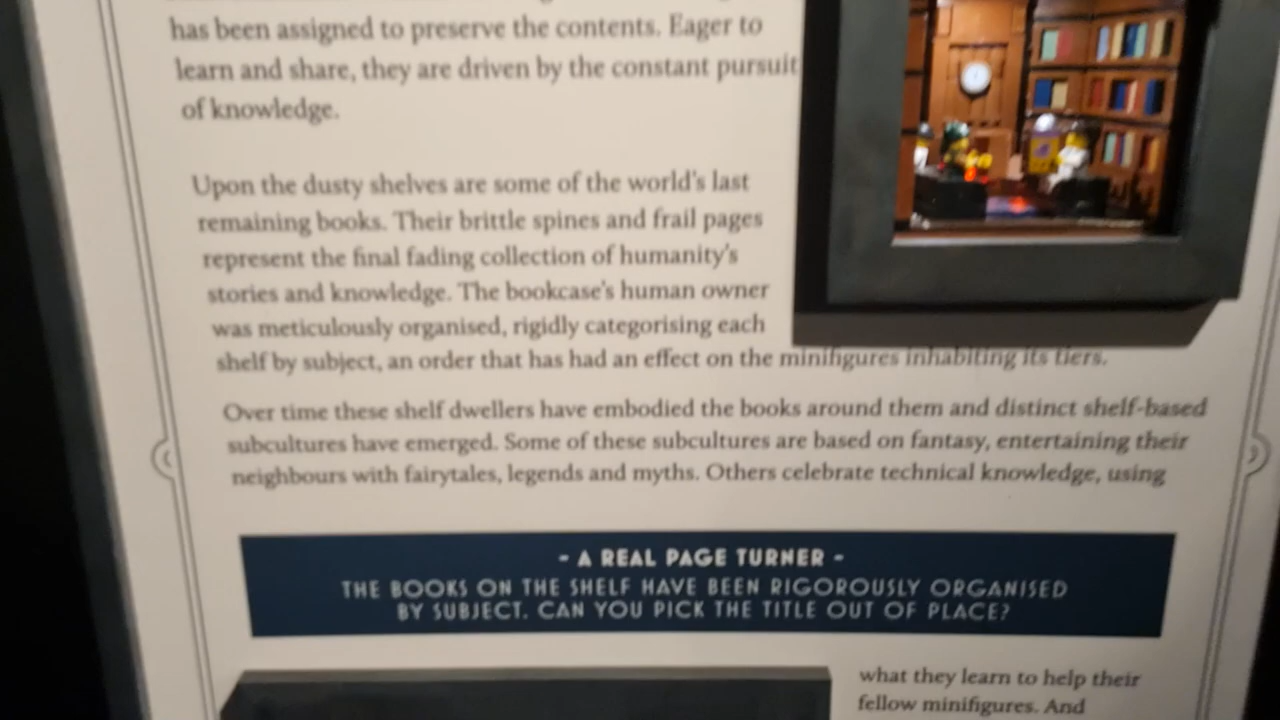 has been assigned to preserve the contents. Eager to
learn and share, they are driven by the constant pursuit
of knowledge.
Upon the dusty shelves are some of the world's last
remaining books. Their brittle spines and frail pages
represent the final fading collection of humanity's
stories and knowledge. The bookcase's human owner
was meticulously organised, rigidly categorising each
shelf by subject, an order that has had an effect on the minifigures inhabiting its tiers.
Over time these shelf dwellers have embodied the books around them and distinct shelf-based
subcultures have emerged. Some of these subcultures are based on fantasy, entertaining their
neighbours with fairytales, legends and myths. Others celebrate technical knowledge, using
- A REAL PAGE TURNER -
THE BOOKS ON THE SHELF HAVE BEEN RIGOROUSLY ORGANISED
BY SUBJECT. CAN YOU PICK THE TITLE OUT OF PLACE?
what they learn to help their
fellow minifigures. And